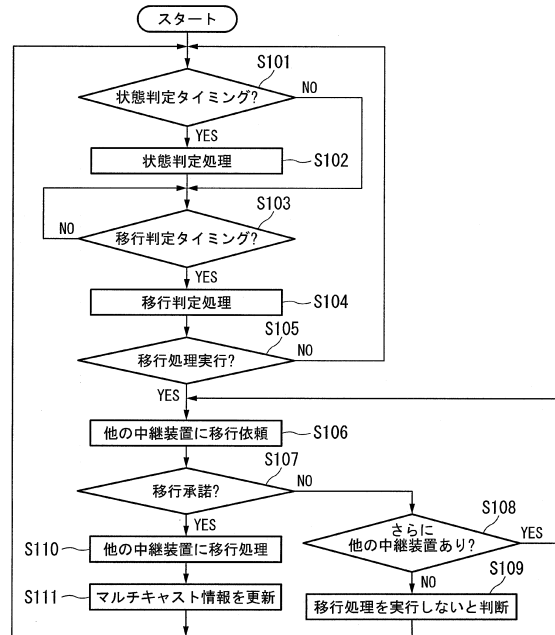 スタート
S101
状態判定タイミング?
NO
YES
状態判定処理
S102
S103
NO
移行判定タイミング?
YES
移行判定処理
S104
S105
移行処理実行?
NO
YES
他の中継装置に移行依頼
S106
S107
移行承諾?
NO
YES
S108
さらに
他の中継装置あり?
YES
S110
他の中継装置に移行処理
NO
S109
S111
マルチキャスト情報を更新
移行処理を実行しないと判断